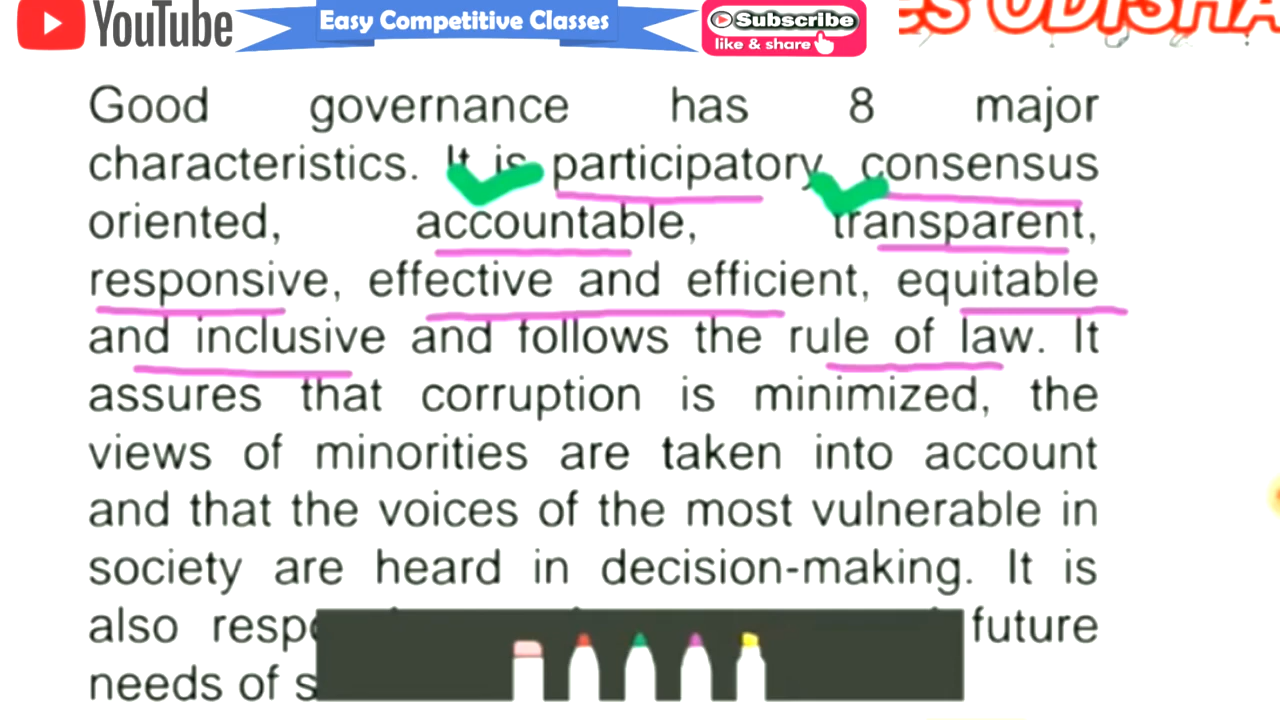 YouTube Easy Competitive Classes Subscribe ODISHA
like & share
Good governance has 8 major
characteristics. It is participatory, consensus
oriented, accountable, transparent,
responsive, effective and efficient, equitable
and inclusive and follows the rule of law. It
assures that corruption is minimized, the
views of minorities are taken into account
and that the voices of the most vulnerable in
society are heard in decision-making. It is
also future
needs of